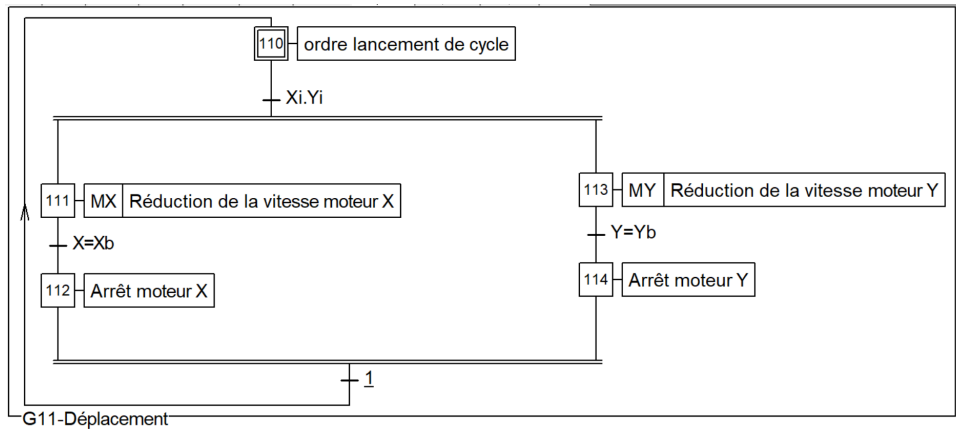 110 ordre lancement de cycle
Xi.Yi
111 MX Réduction de la vitesse moteur X
113 MY Réduction de la vitesse moteur Y
X=Xb
Y=Yb
112 Arrêt moteur X
114 Arrêt moteur Y
1
G11-Déplacement